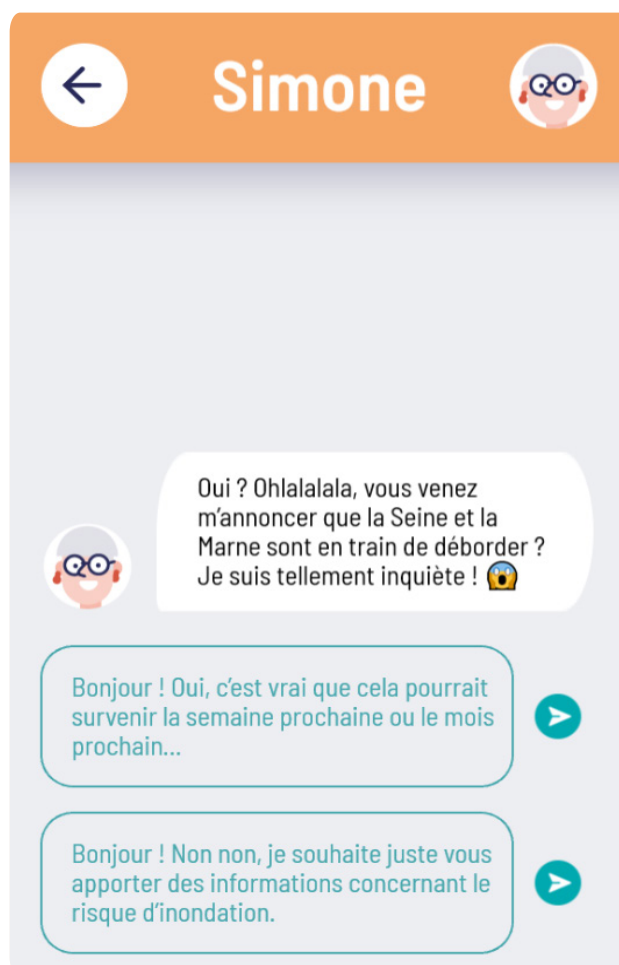 Simone
Oui ? Ohlalalala, vous venez
m'annoncer que la Seine et la
Marne sont en train de déborder ?
Je suis tellement inquiète ! 😱
Bonjour ! Oui, c'est vrai que cela pourrait
survenir la semaine prochaine ou le mois
prochain...
Bonjour ! Non non, je souhaite juste vous
apporter des informations concernant le
risque d'inondation.